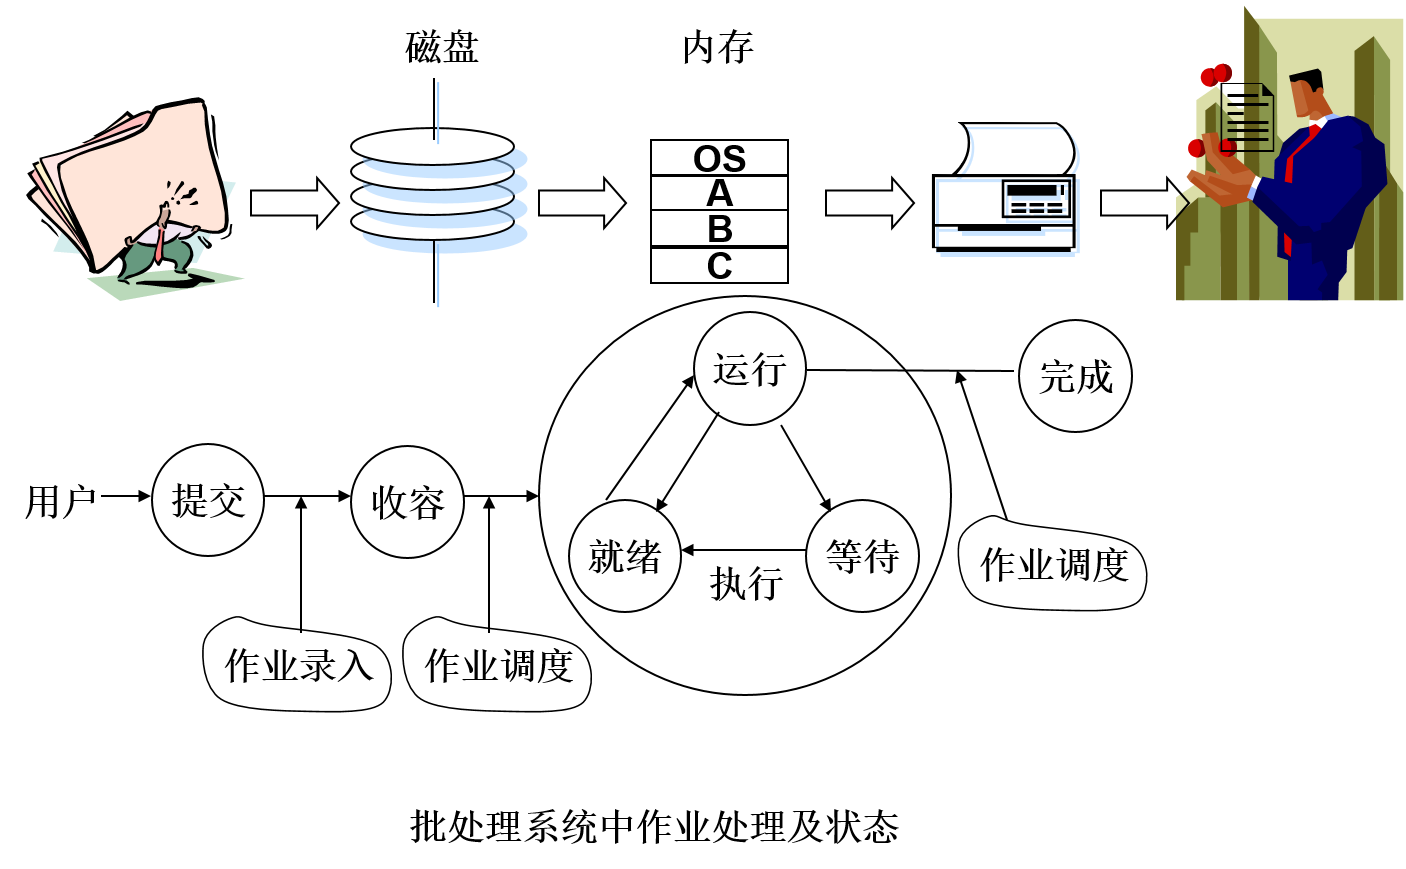 磁盘
内存
OS
A
B
C
运行
完成
用户
提交
收容
就绪
等待
执行
作业调度
作业录入
作业调度
批处理系统中作业处理及状态